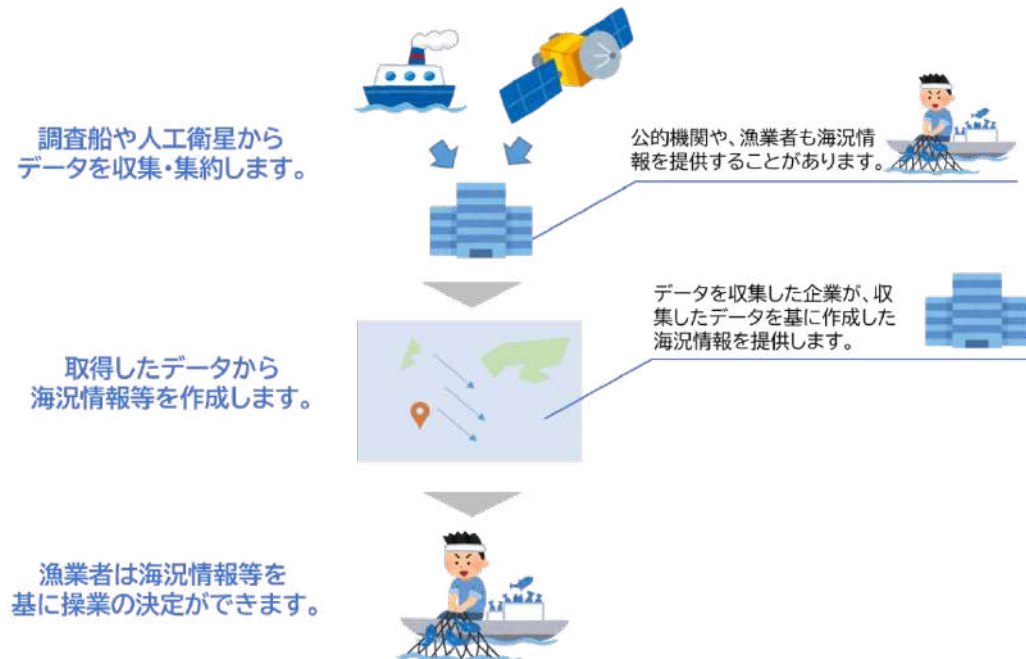 調査船や人工衛星から
データを収集・集約します。
公的機関や、漁業者も海況情
報を提供することがあります。
データを収集した企業が、収
集したデータを基に作成した
海況情報を提供します。
取得したデータから
海況情報等を作成します。
漁業者は海況情報等を
基に操業の決定ができます。